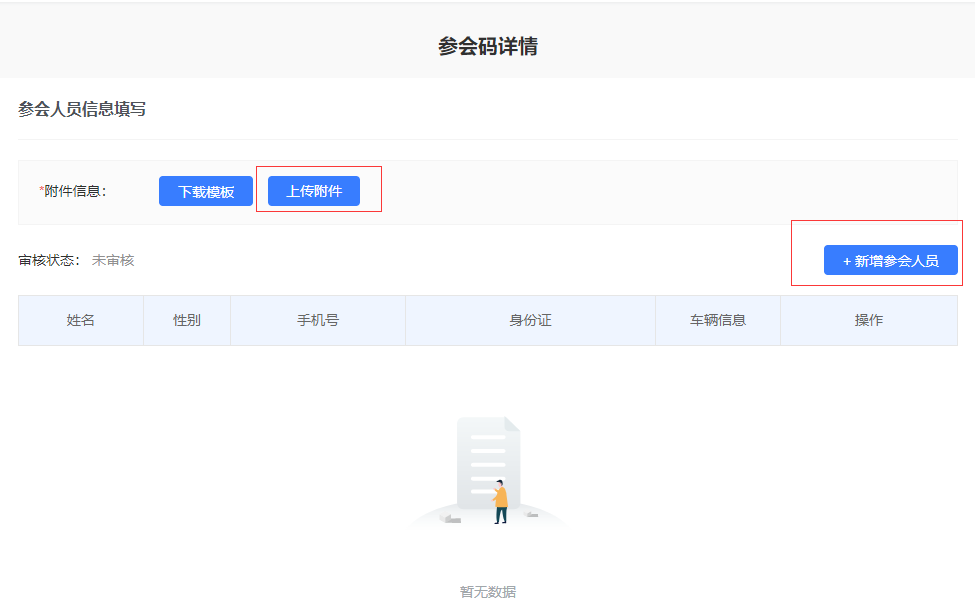 参会码详情
参会人员信息填写
*附件信息： 下载模板 上传附件
审核状态： 未审核 + 新增参会人员
姓名 性别 手机号 身份证 车辆信息 操作
暂无数据